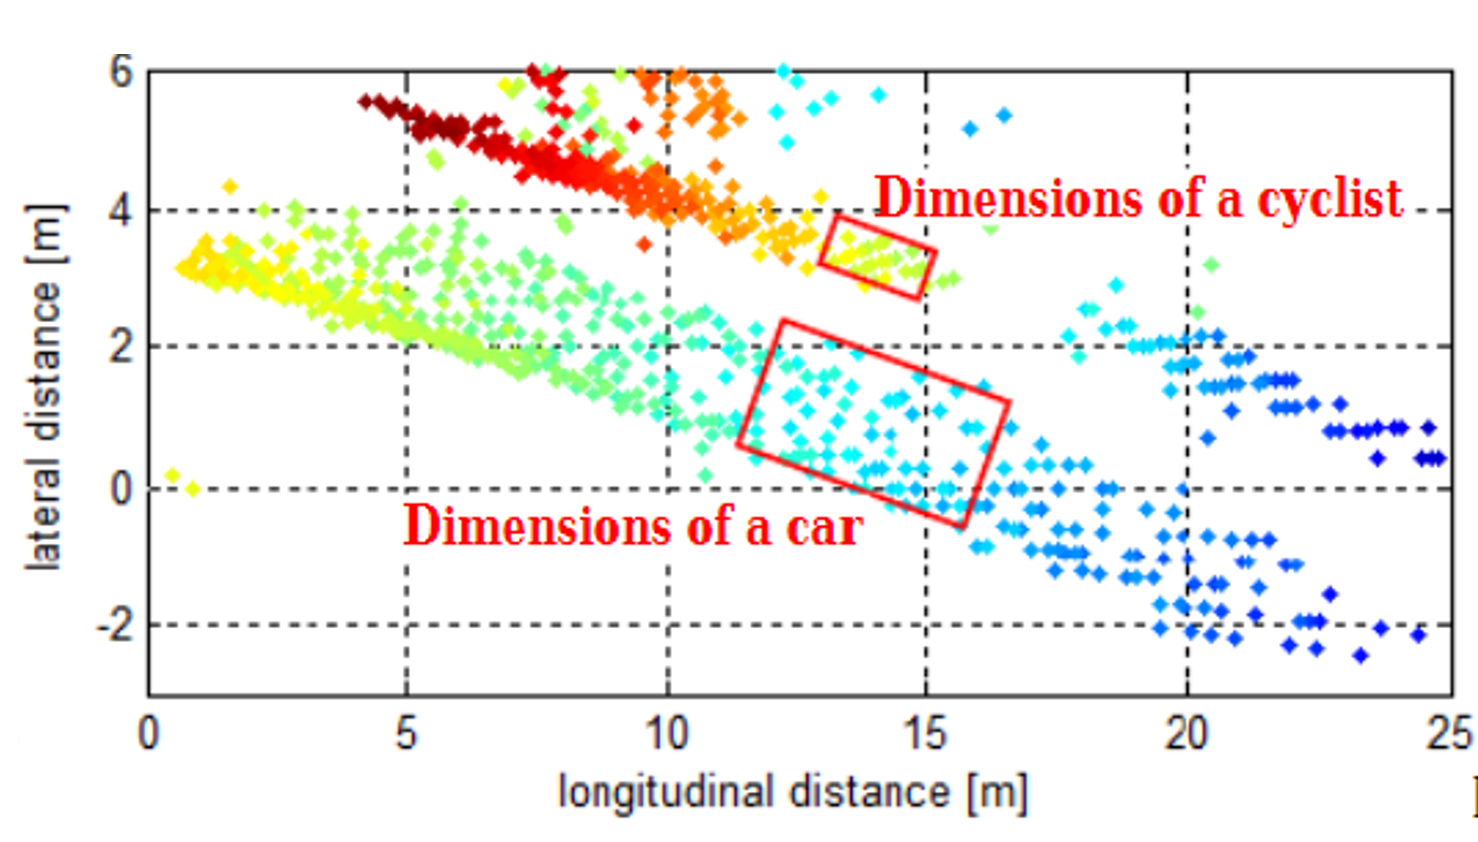 6
Dimensions of a cyclist
4
2
0
-2
Dimensions of a car
lateral distance [m]
0 5 10 15 20 25
longitudinal distance [m]